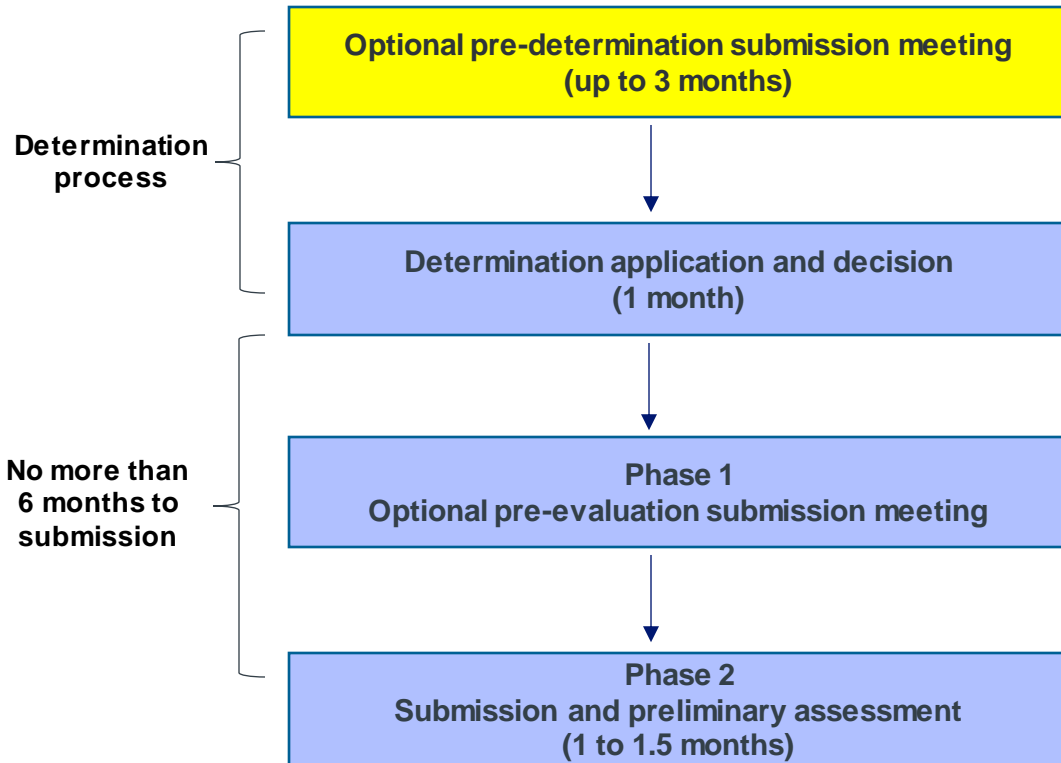 Optional pre-determination submission meeting
(up to 3 months)
Determination
process
Determination application and decision
(1 month)
No more than
6 months to
submission
Phase 1
Optional pre-evaluation submission meeting
Phase 2
Submission and preliminary assessment
(1 to 1.5 months)